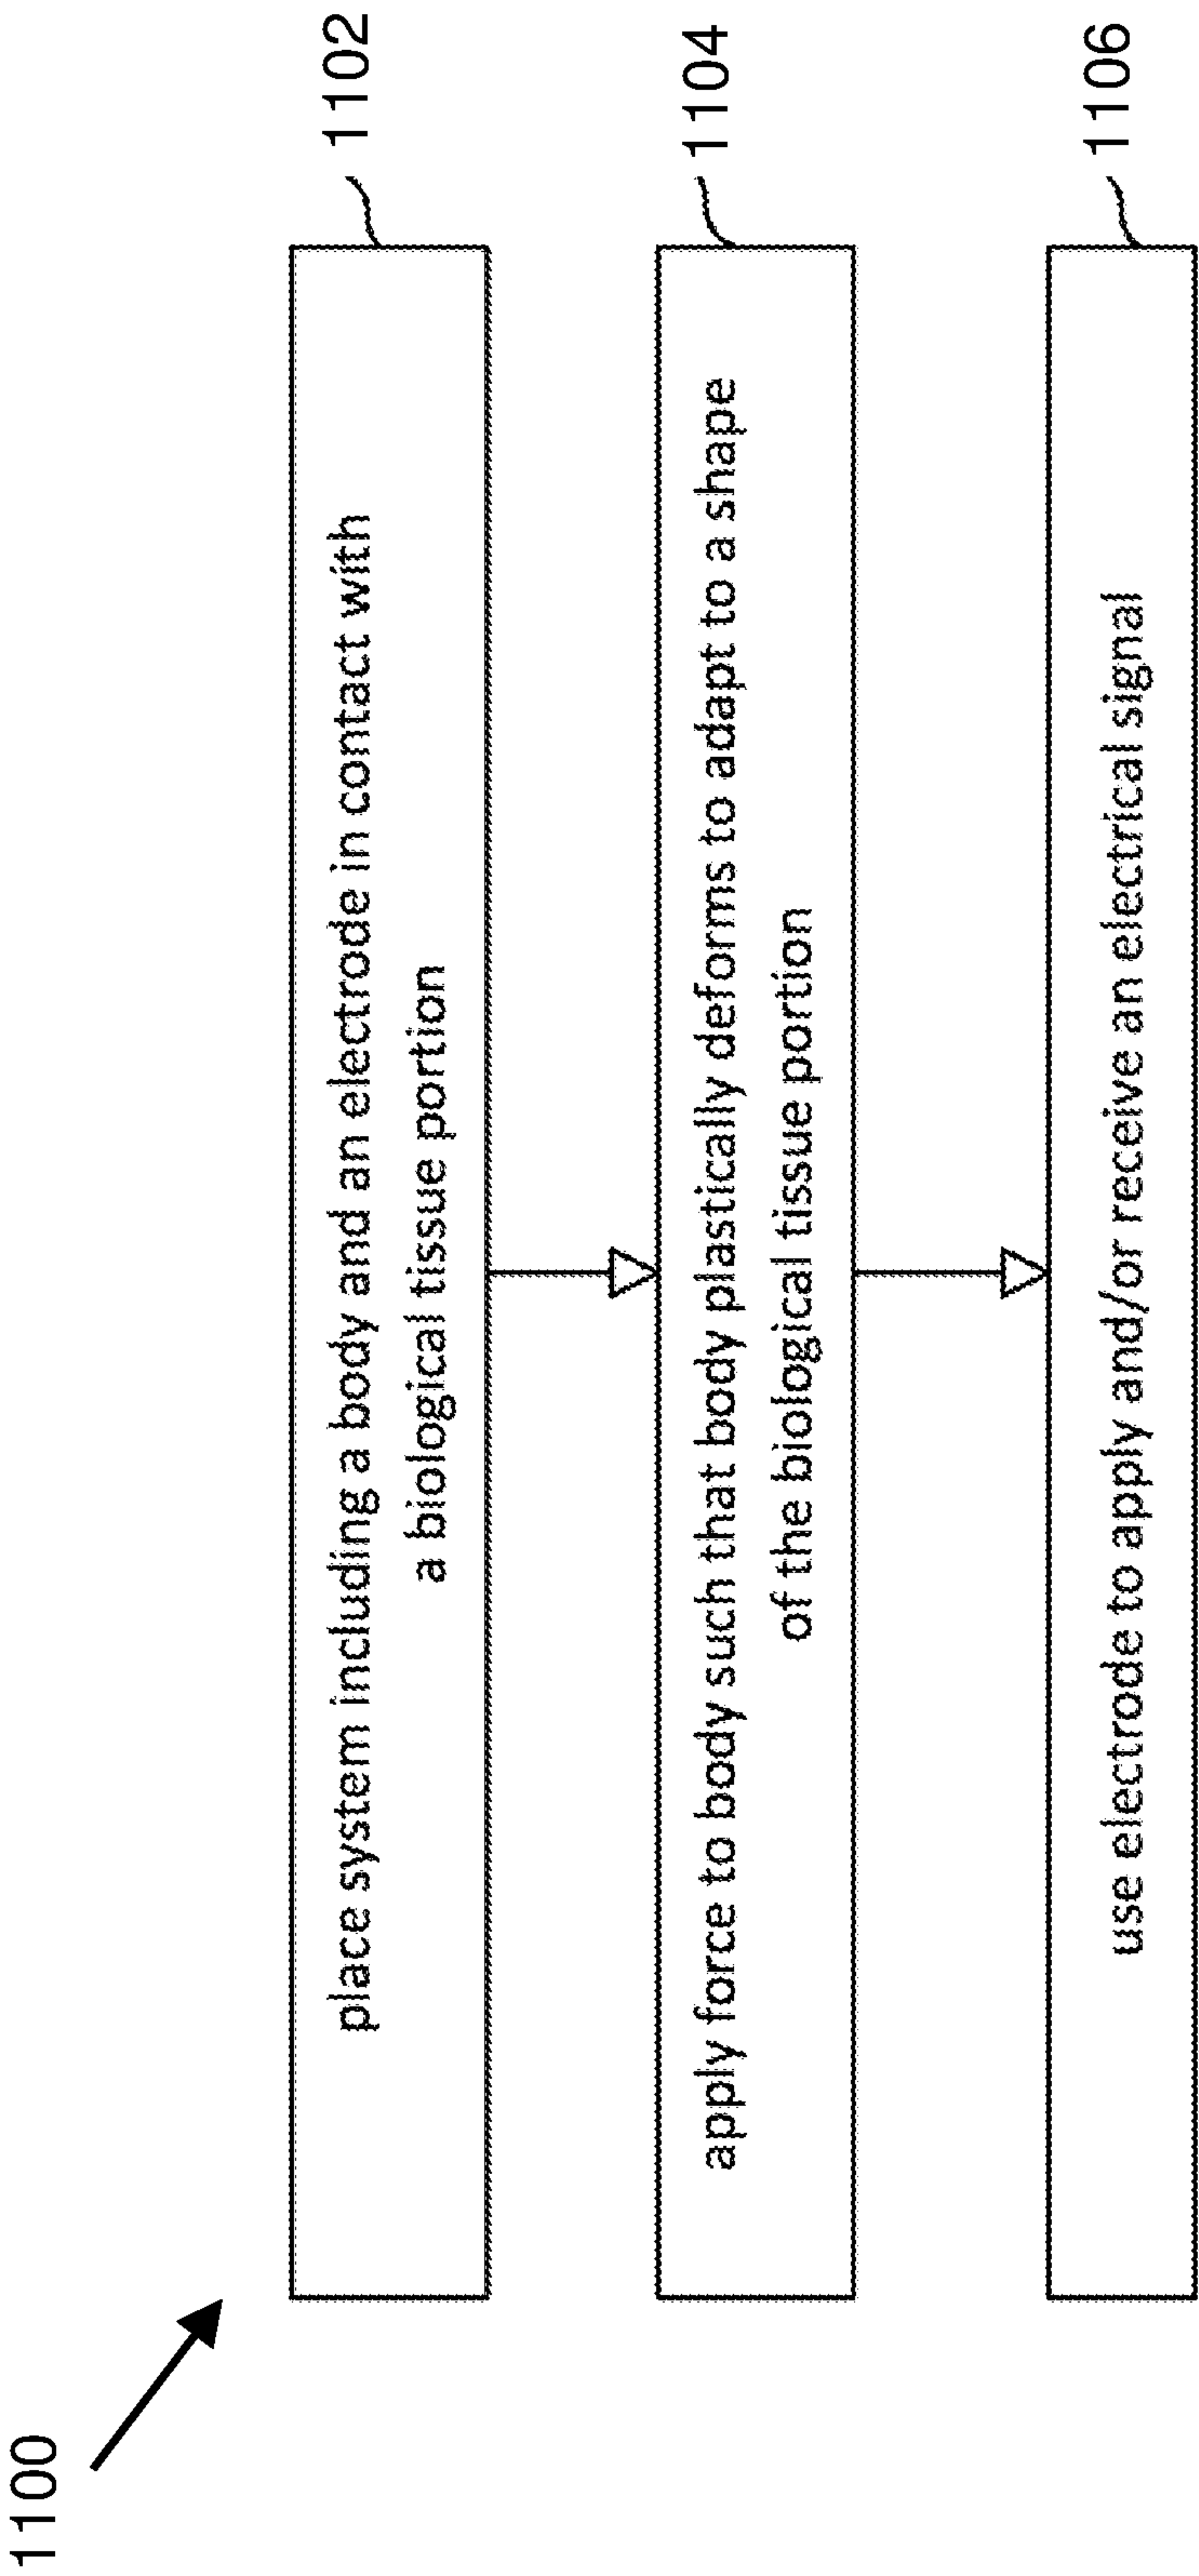 1100
place system including a body and an electrode in contact with
a biological tissue portion
1102
apply force to body such that body plastically deforms to adapt to a shape
of the biological tissue portion
1104
use electrode to apply and/or receive an electrical signal
1106